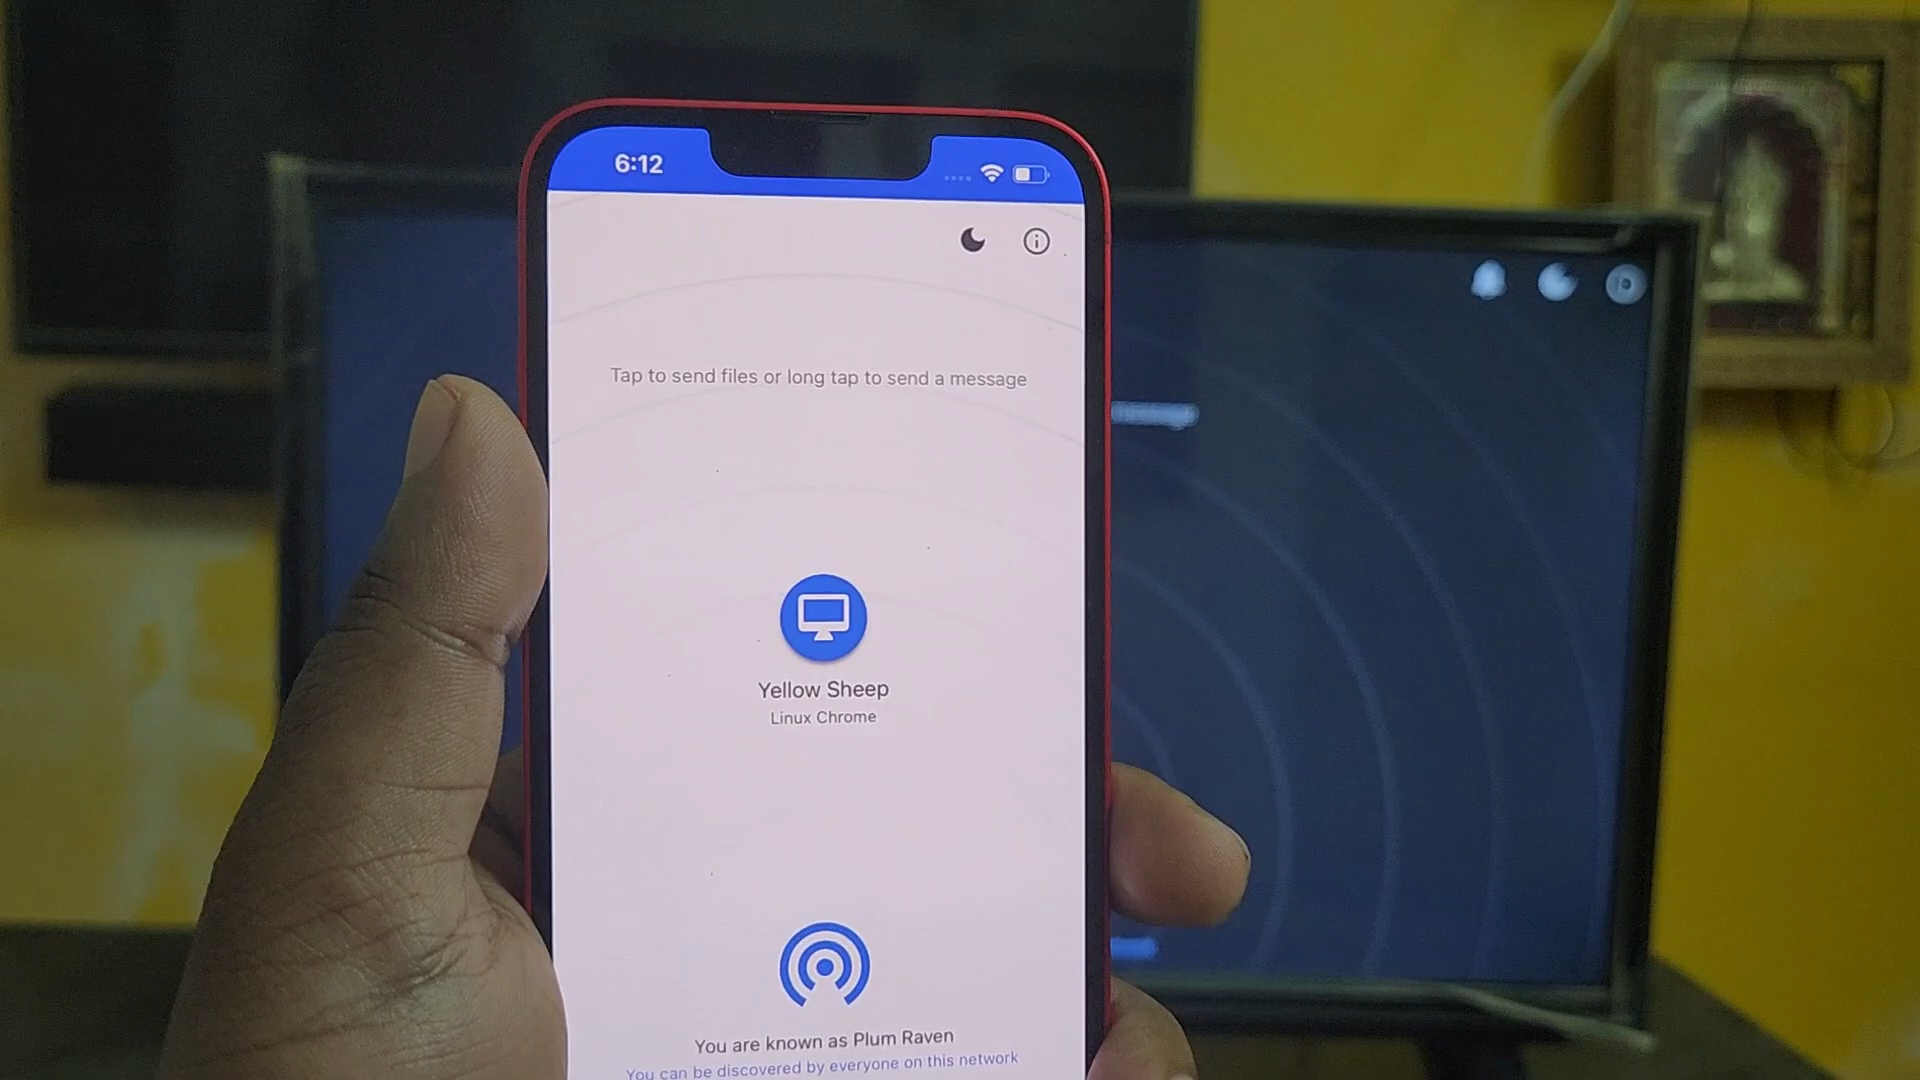 6:12
Tap to send files or long tap to send a message
Yellow Sheep
Linux Chrome
You are known as Plum Raven
You can be discovered by everyone on this network